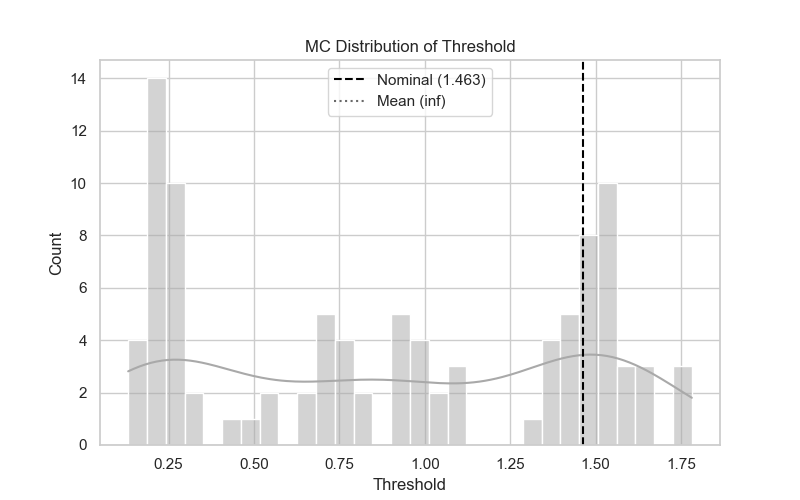 MC Distribution of Threshold
Nominal (1.463)
Mean (inf)
14
12
10
8
6
4
2
0
Count
0.25 0.50 0.75 1.00 1.25 1.50 1.75
Threshold